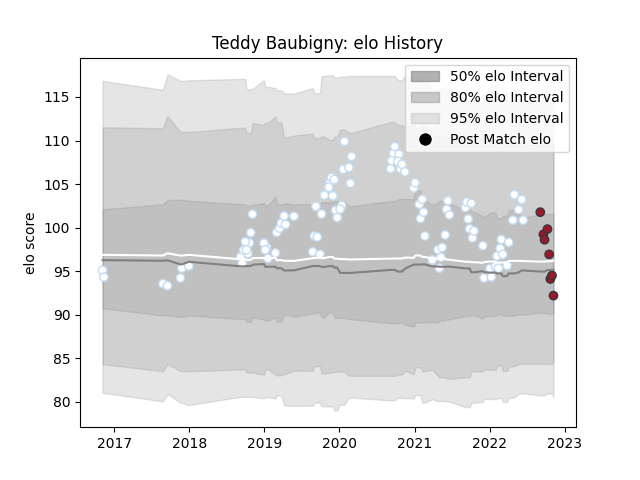 Teddy Baubigny: elo History
50% elo Interval
80% elo Interval
95% elo Interval
Post Match elo
elo score
115
110
105
100
95
90
85
80
2017 2018 2019 2020 2021 2022 2023